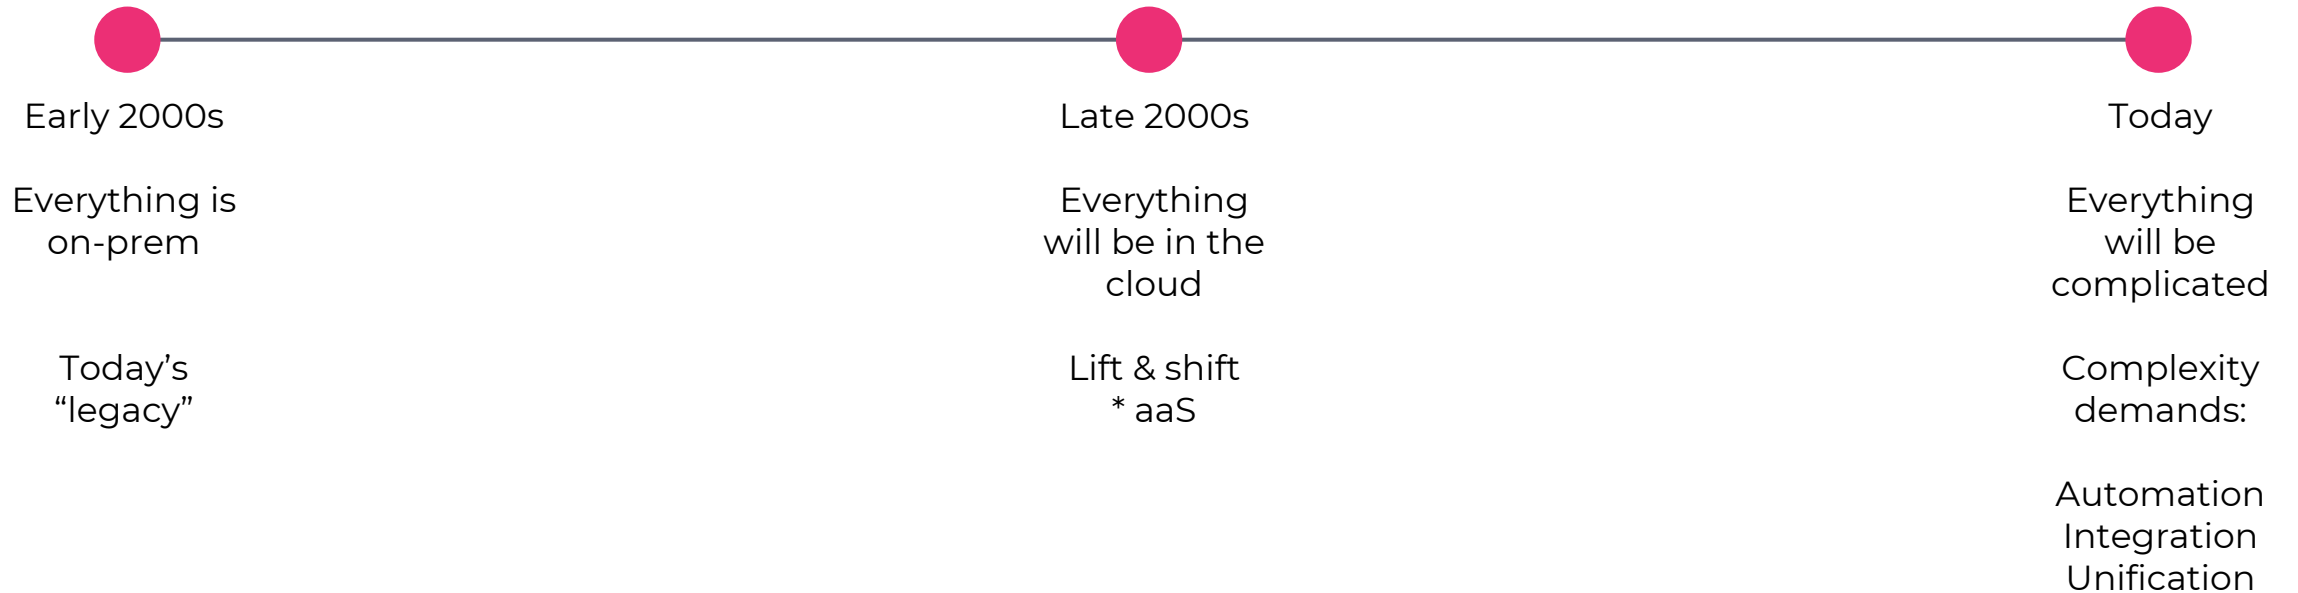 Early 2000s
Everything is
on-prem
Today’s
“legacy”
Late 2000s
Everything
will be in the
cloud
Lift & shift
* aaS
Today
Everything
will be
complicated
Complexity
demands:
Automation
Integration
Unification